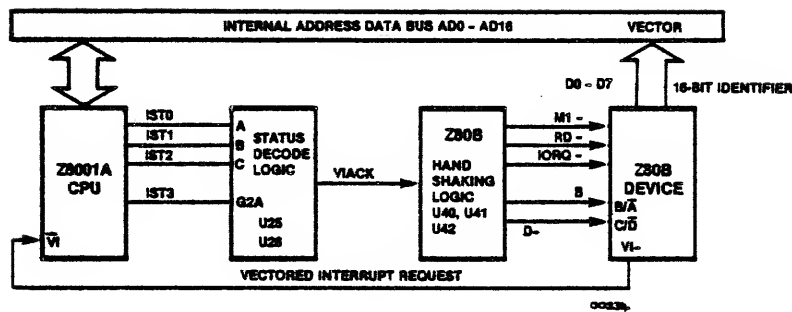 INTERNAL ADDRESS DATA BUS AD0 - AD16 VECTOR
D0 - D7 16-BIT IDENTIFIER
Z8001A CPU
IST0
IST1
IST2
IST3
VI
A
B
C
G2A
STATUS DECODE LOGIC
U25
U26
VIACK
Z80B
HAND SHAKING LOGIC
U40, U41
U42
M1 -
RD -
IORQ -
B
D-
Z80B DEVICE
B/A
C/D
VI-
VECTORED INTERRUPT REQUEST